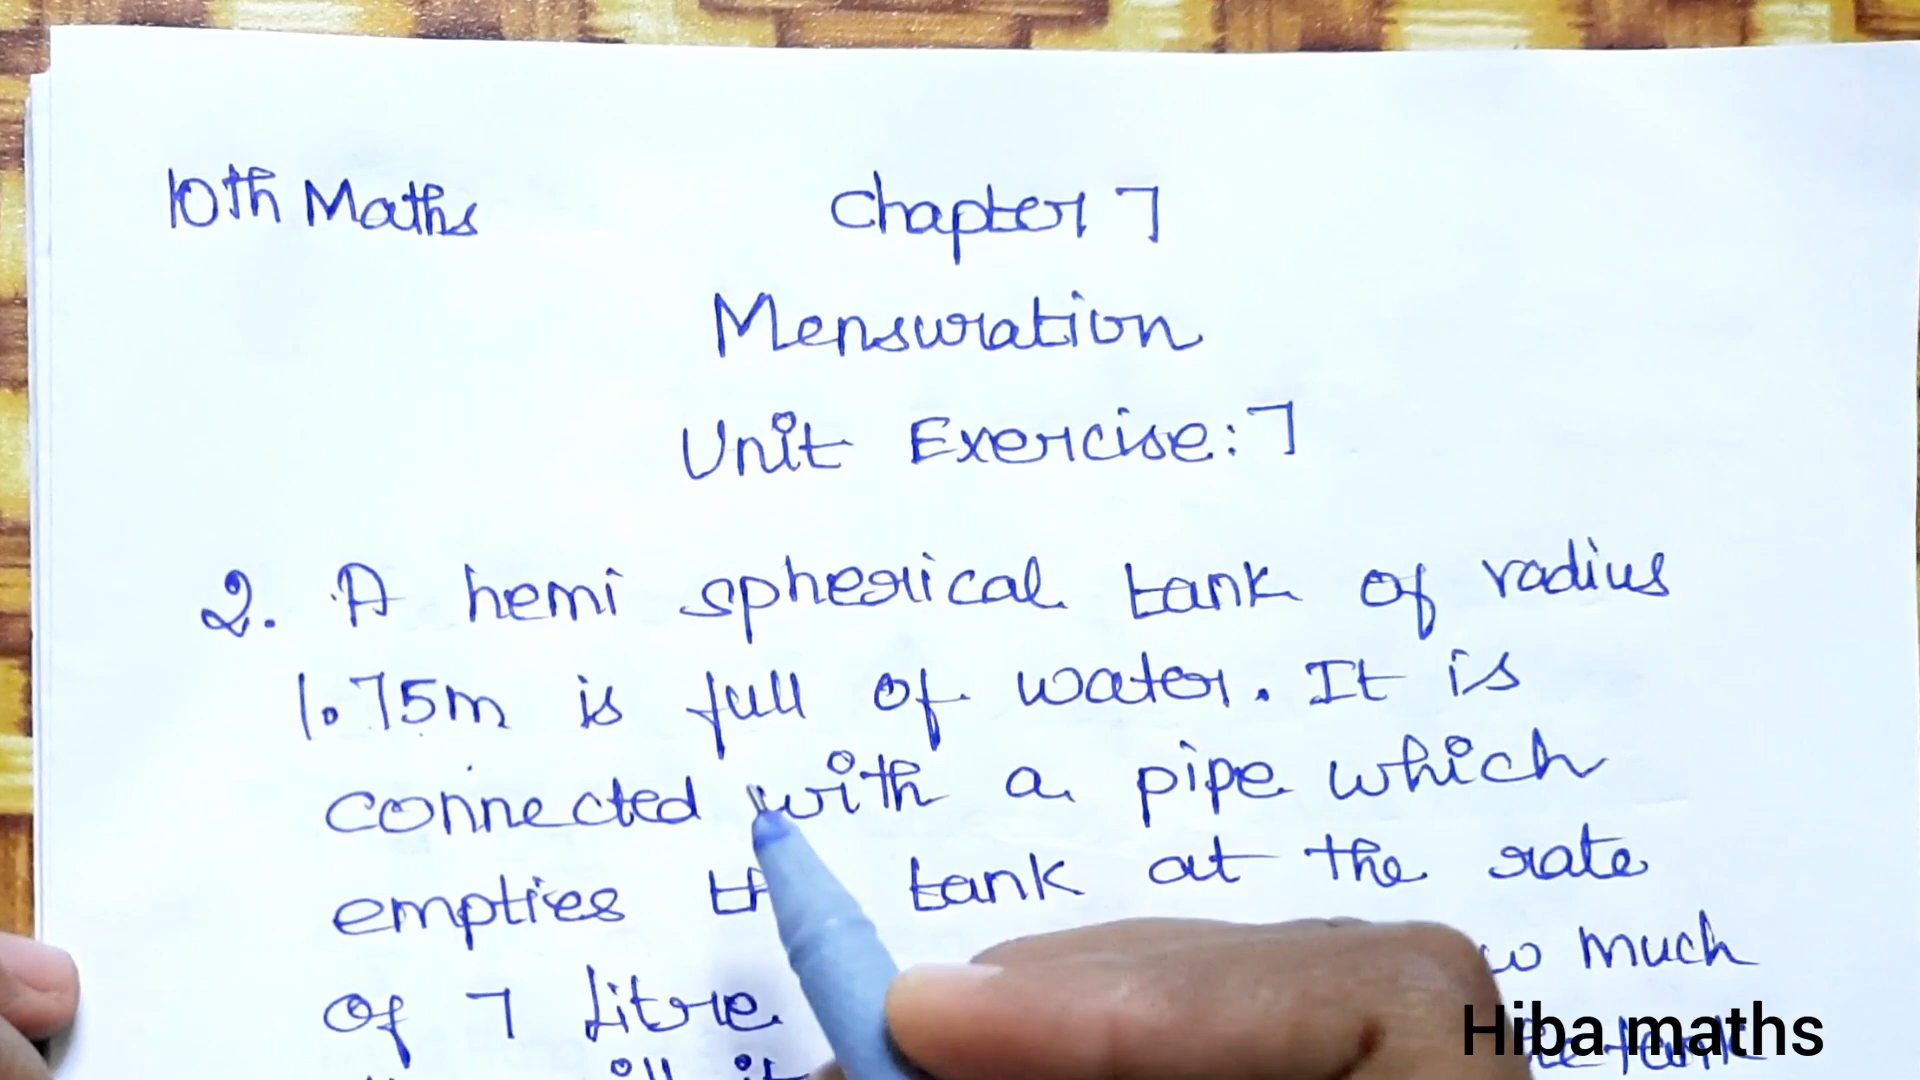 10th Maths
Chapter 7
Mensuration
Unit Exercise: 7
2. A hemi spherical tank of radius
1.75m is full of water. It is
connected with a pipe which
empties tank at the rate
of 7 litre much
Hiba maths